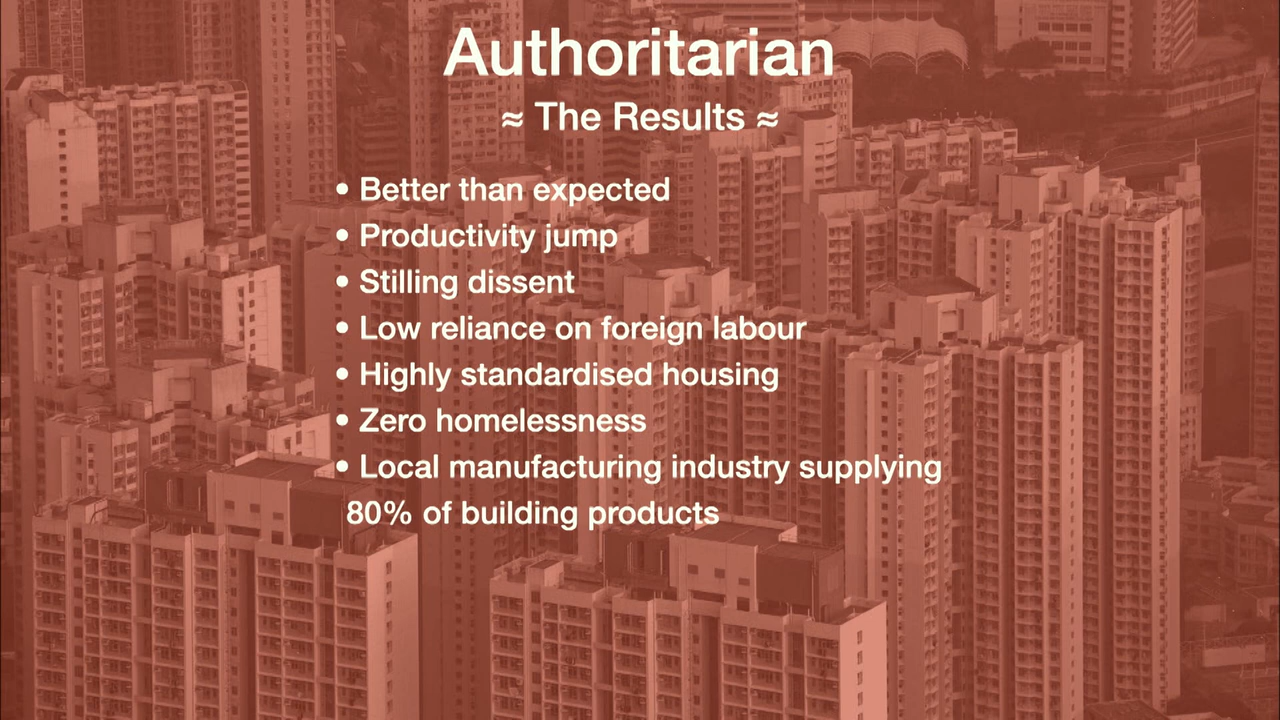 Authoritarian
≈ The Results ≈
• Better than expected
• Productivity jump
• Stilling dissent
• Low reliance on foreign labour
• Highly standardised housing
• Zero homelessness
• Local manufacturing industry supplying
80% of building products